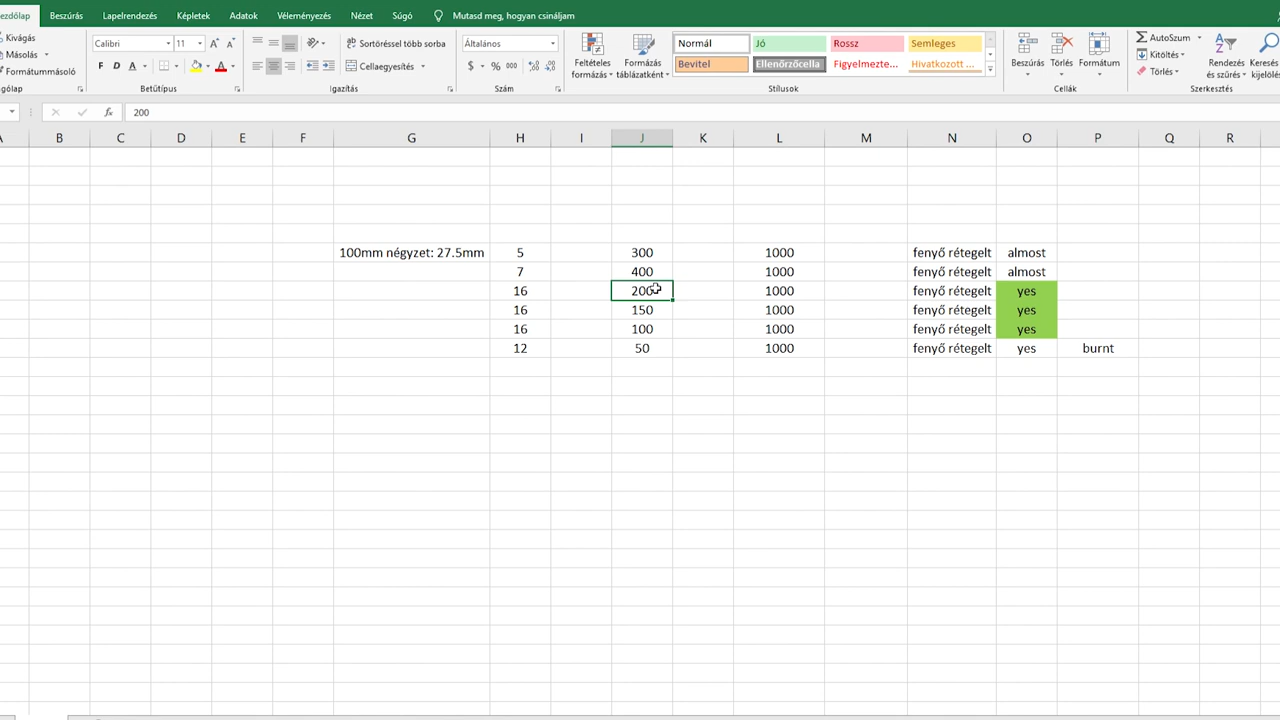 ezdőlap Beszúrás Lapelrendezés Képletek Adatok Véleményezés Nézet Súgó Mutasd meg, hogyan csináljam
Kivágás
Másolás
Formátummásoló
ágólap
Calibri 11
F D A
Betűtípus
Sortöréssel több sorba
Cellaegyesítés
Igazítás
Általános
$ % 000
Szám
Feltételes formázás
Formázás táblázatként
Normál Jó Rossz Semleges
Bevitel Ellenőrzőcella Figyelmezte... Hivatkozott ...
Stílusok
Beszúrás Törlés Formátum
Cellák
AutoSzum
Kitöltés
Törlés
Rendezés és szűrés
Keresés kijelölés
Szerkesztés
fx 200
A B C D E F G H I J K L M N O P Q R
100mm négyzet: 27.5mm 5 300 1000 fenyő rétegelt almost
7 400 1000 fenyő rétegelt almost
16 200 1000 fenyő rétegelt yes
16 150 1000 fenyő rétegelt yes
16 100 1000 fenyő rétegelt yes
12 50 1000 fenyő rétegelt yes burnt